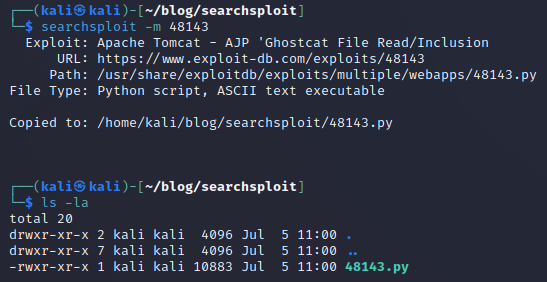 ┌──(kali㉿kali)-[~/blog/searchsploit]
└─$ searchsploit -m 48143
  Exploit: Apache Tomcat - AJP 'Ghostcat File Read/Inclusion
      URL: https://www.exploit-db.com/exploits/48143
     Path: /usr/share/exploitdb/exploits/multiple/webapps/48143.py
File Type: Python script, ASCII text executable

Copied to: /home/kali/blog/searchsploit/48143.py

┌──(kali㉿kali)-[~/blog/searchsploit]
└─$ ls -la
total 20
drwxr-xr-x 2 kali kali  4096 Jul  5 11:00 .
drwxr-xr-x 7 kali kali  4096 Jul  5 11:00 ..
-rwxr-xr-x 1 kali kali 10883 Jul  5 11:00 48143.py